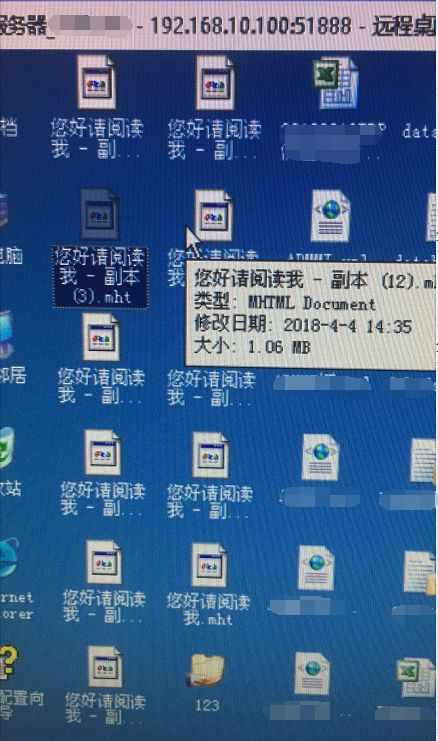 服务器_ - 192.168.10.100:51888 - 远程桌
档
您好请阅读
我 - 副...
您好请阅读
我 - 副...
data
电脑
您好请阅读
我 - 副本
(3).mht
您好请阅读我 - 副本 (12).m
类型: MHTML Document
修改日期: 2018-4-4 14:35
大小: 1.06 MB
邻居
您好请阅读
我 - 副...
您好请阅读
我 - 副...
收站
您好请阅读
我 - 副...
您好请阅读
我 - 副...
rnet
orer
您好请阅读
我 - 副...
您好请阅读
我.mht
配置向
导
您好请阅读
我 - 副...
123